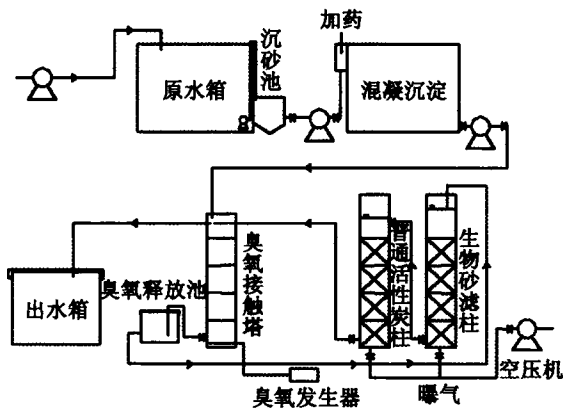 加药
沉砂池
原水箱
混凝沉淀
臭氧接触塔
普通活性炭柱
生物砂滤柱
臭氧释放池
出水箱
空压机
臭氧发生器
曝气